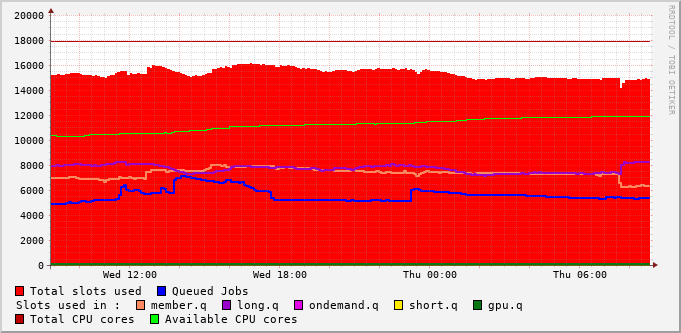 RRDTOOL / TOBI OETIKER
20000
18000
16000
14000
12000
10000
8000
6000
4000
2000
0
Wed 12:00 Wed 18:00 Thu 00:00 Thu 06:00
Total slots used Queued Jobs
Slots used in : member.q long.q ondemand.q short.q gpu.q
Total CPU cores Available CPU cores